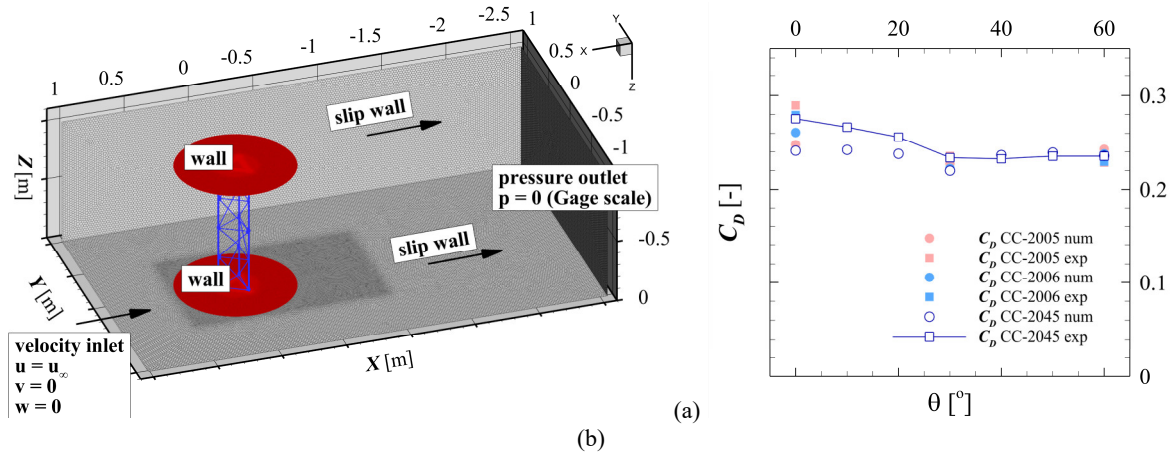 1 0.5 0 -0.5 -1 -1.5 -2 -2.5 1
0.5
0
-0.5
-1
-0.5
0
X
Y
Z
Z [m]
Y [m]
X [m]
slip wall
wall
pressure outlet
p = 0 (Gage scale)
slip wall
wall
velocity inlet
u = u∞
v = 0
w = 0
(a)
(b)
0 20 40 60
0.3
0.2
0.1
0
C_D [-]
C_D CC-2005 num
C_D CC-2005 exp
C_D CC-2006 num
C_D CC-2006 exp
C_D CC-2045 num
C_D CC-2045 exp
θ [°]